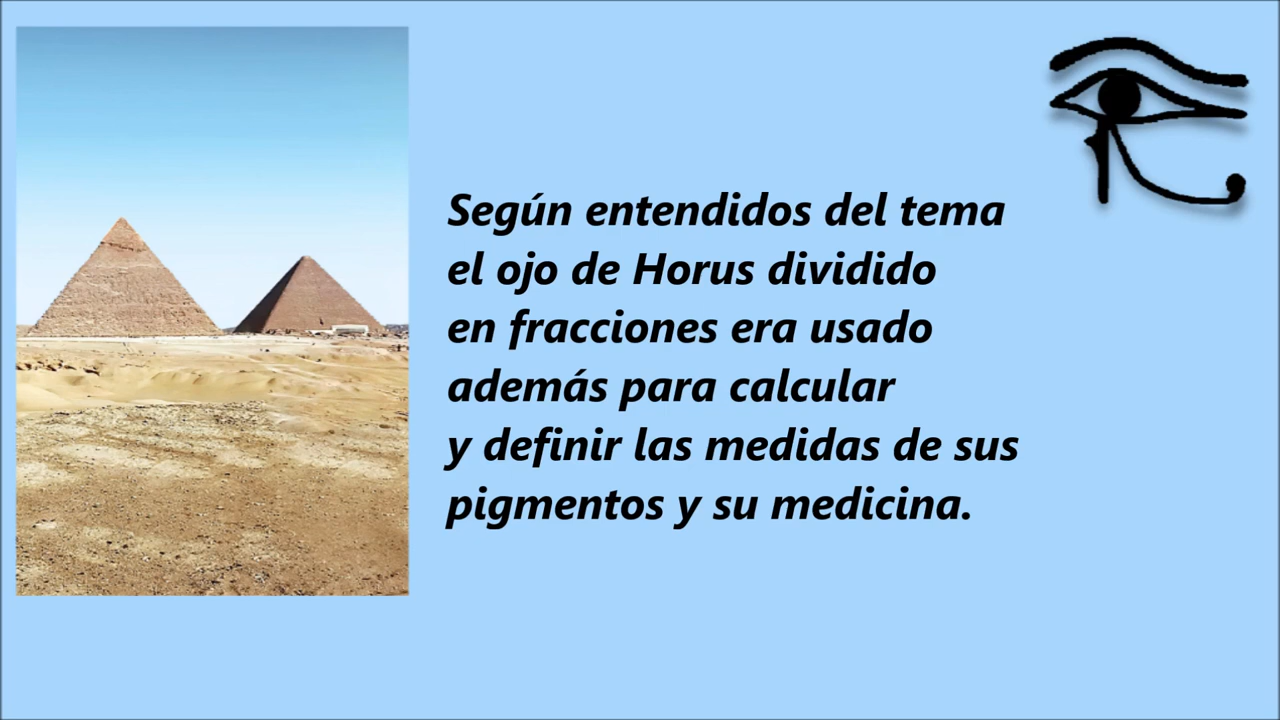 Según entendidos del tema
el ojo de Horus dividido
en fracciones era usado
además para calcular
y definir las medidas de sus
pigmentos y su medicina.